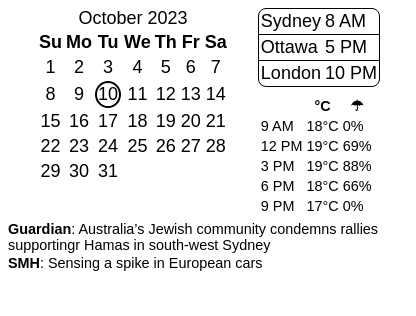 October 2023
Su Mo Tu We Th Fr Sa
1 2 3 4 5 6 7
8 9 10 11 12 13 14
15 16 17 18 19 20 21
22 23 24 25 26 27 28
29 30 31
Sydney 8 AM
Ottawa 5 PM
London 10 PM
°C ☂
9 AM 18°C 0%
12 PM 19°C 69%
3 PM 19°C 88%
6 PM 18°C 66%
9 PM 17°C 0%
Guardian: Australia’s Jewish community condemns rallies
supportingr Hamas in south-west Sydney
SMH: Sensing a spike in European cars